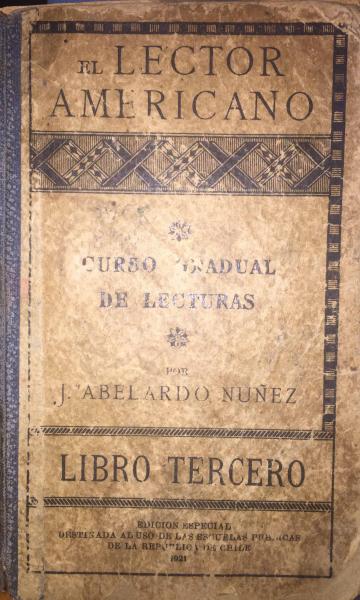 EL LECTOR
AMERICANO
CURSO GRADUAL
DE LECTURAS
POR
J. ABELARDO NUÑEZ
LIBRO TERCERO
EDICION ESPECIAL
DESTINADA AL USO DE LAS ESCUELAS PUBLICAS
DE LA REPUBLICA DE CHILE
1921